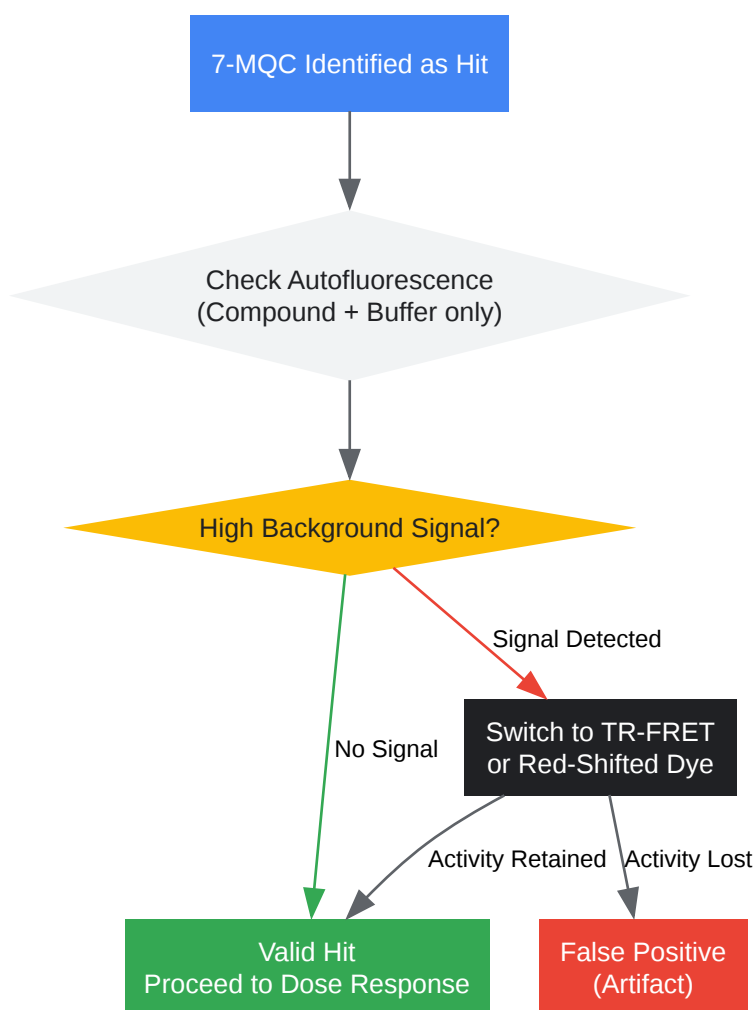 7-MQC Identified as Hit
Check Autofluorescence
(Compound + Buffer only)
High Background Signal?
Signal Detected
Switch to TR-FRET
or Red-Shifted Dye
No Signal
Activity Retained
Activity Lost
Valid Hit
Proceed to Dose Response
False Positive
(Artifact)